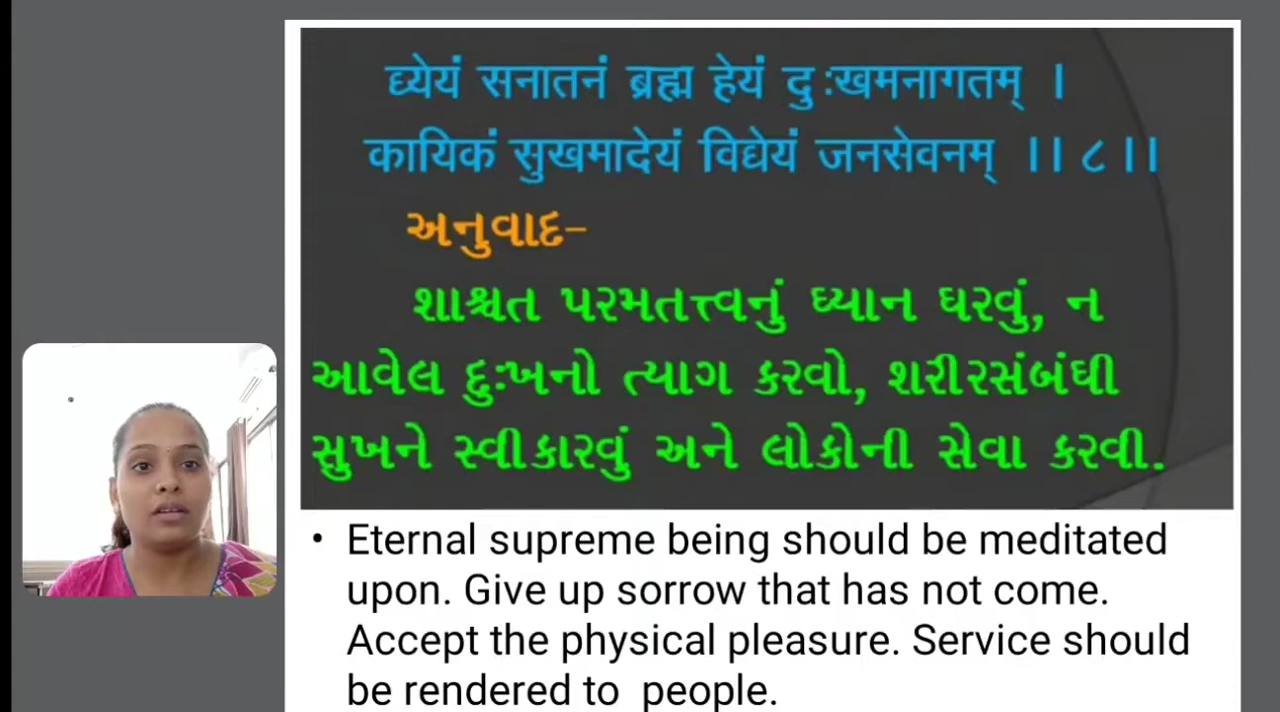 ध्येयं सनातनं ब्रह्म हेयं दुःखमनागतम् ।
कायिकं सुखमादेयं विद्येयं जनसेवनम् ।। ८ ।।
અનુવાદ-
શાશ્વત પરમતત્ત્વનું ઘ્યાન ઘરવું, ન
આવેલ દુઃખનો ત્યાગ કરવો, શરીરસંબંઘી
સુખને સ્વીકારવું અને લોકોની સેવા કરવી.
• Eternal supreme being should be meditated
upon. Give up sorrow that has not come.
Accept the physical pleasure. Service should
be rendered to people.